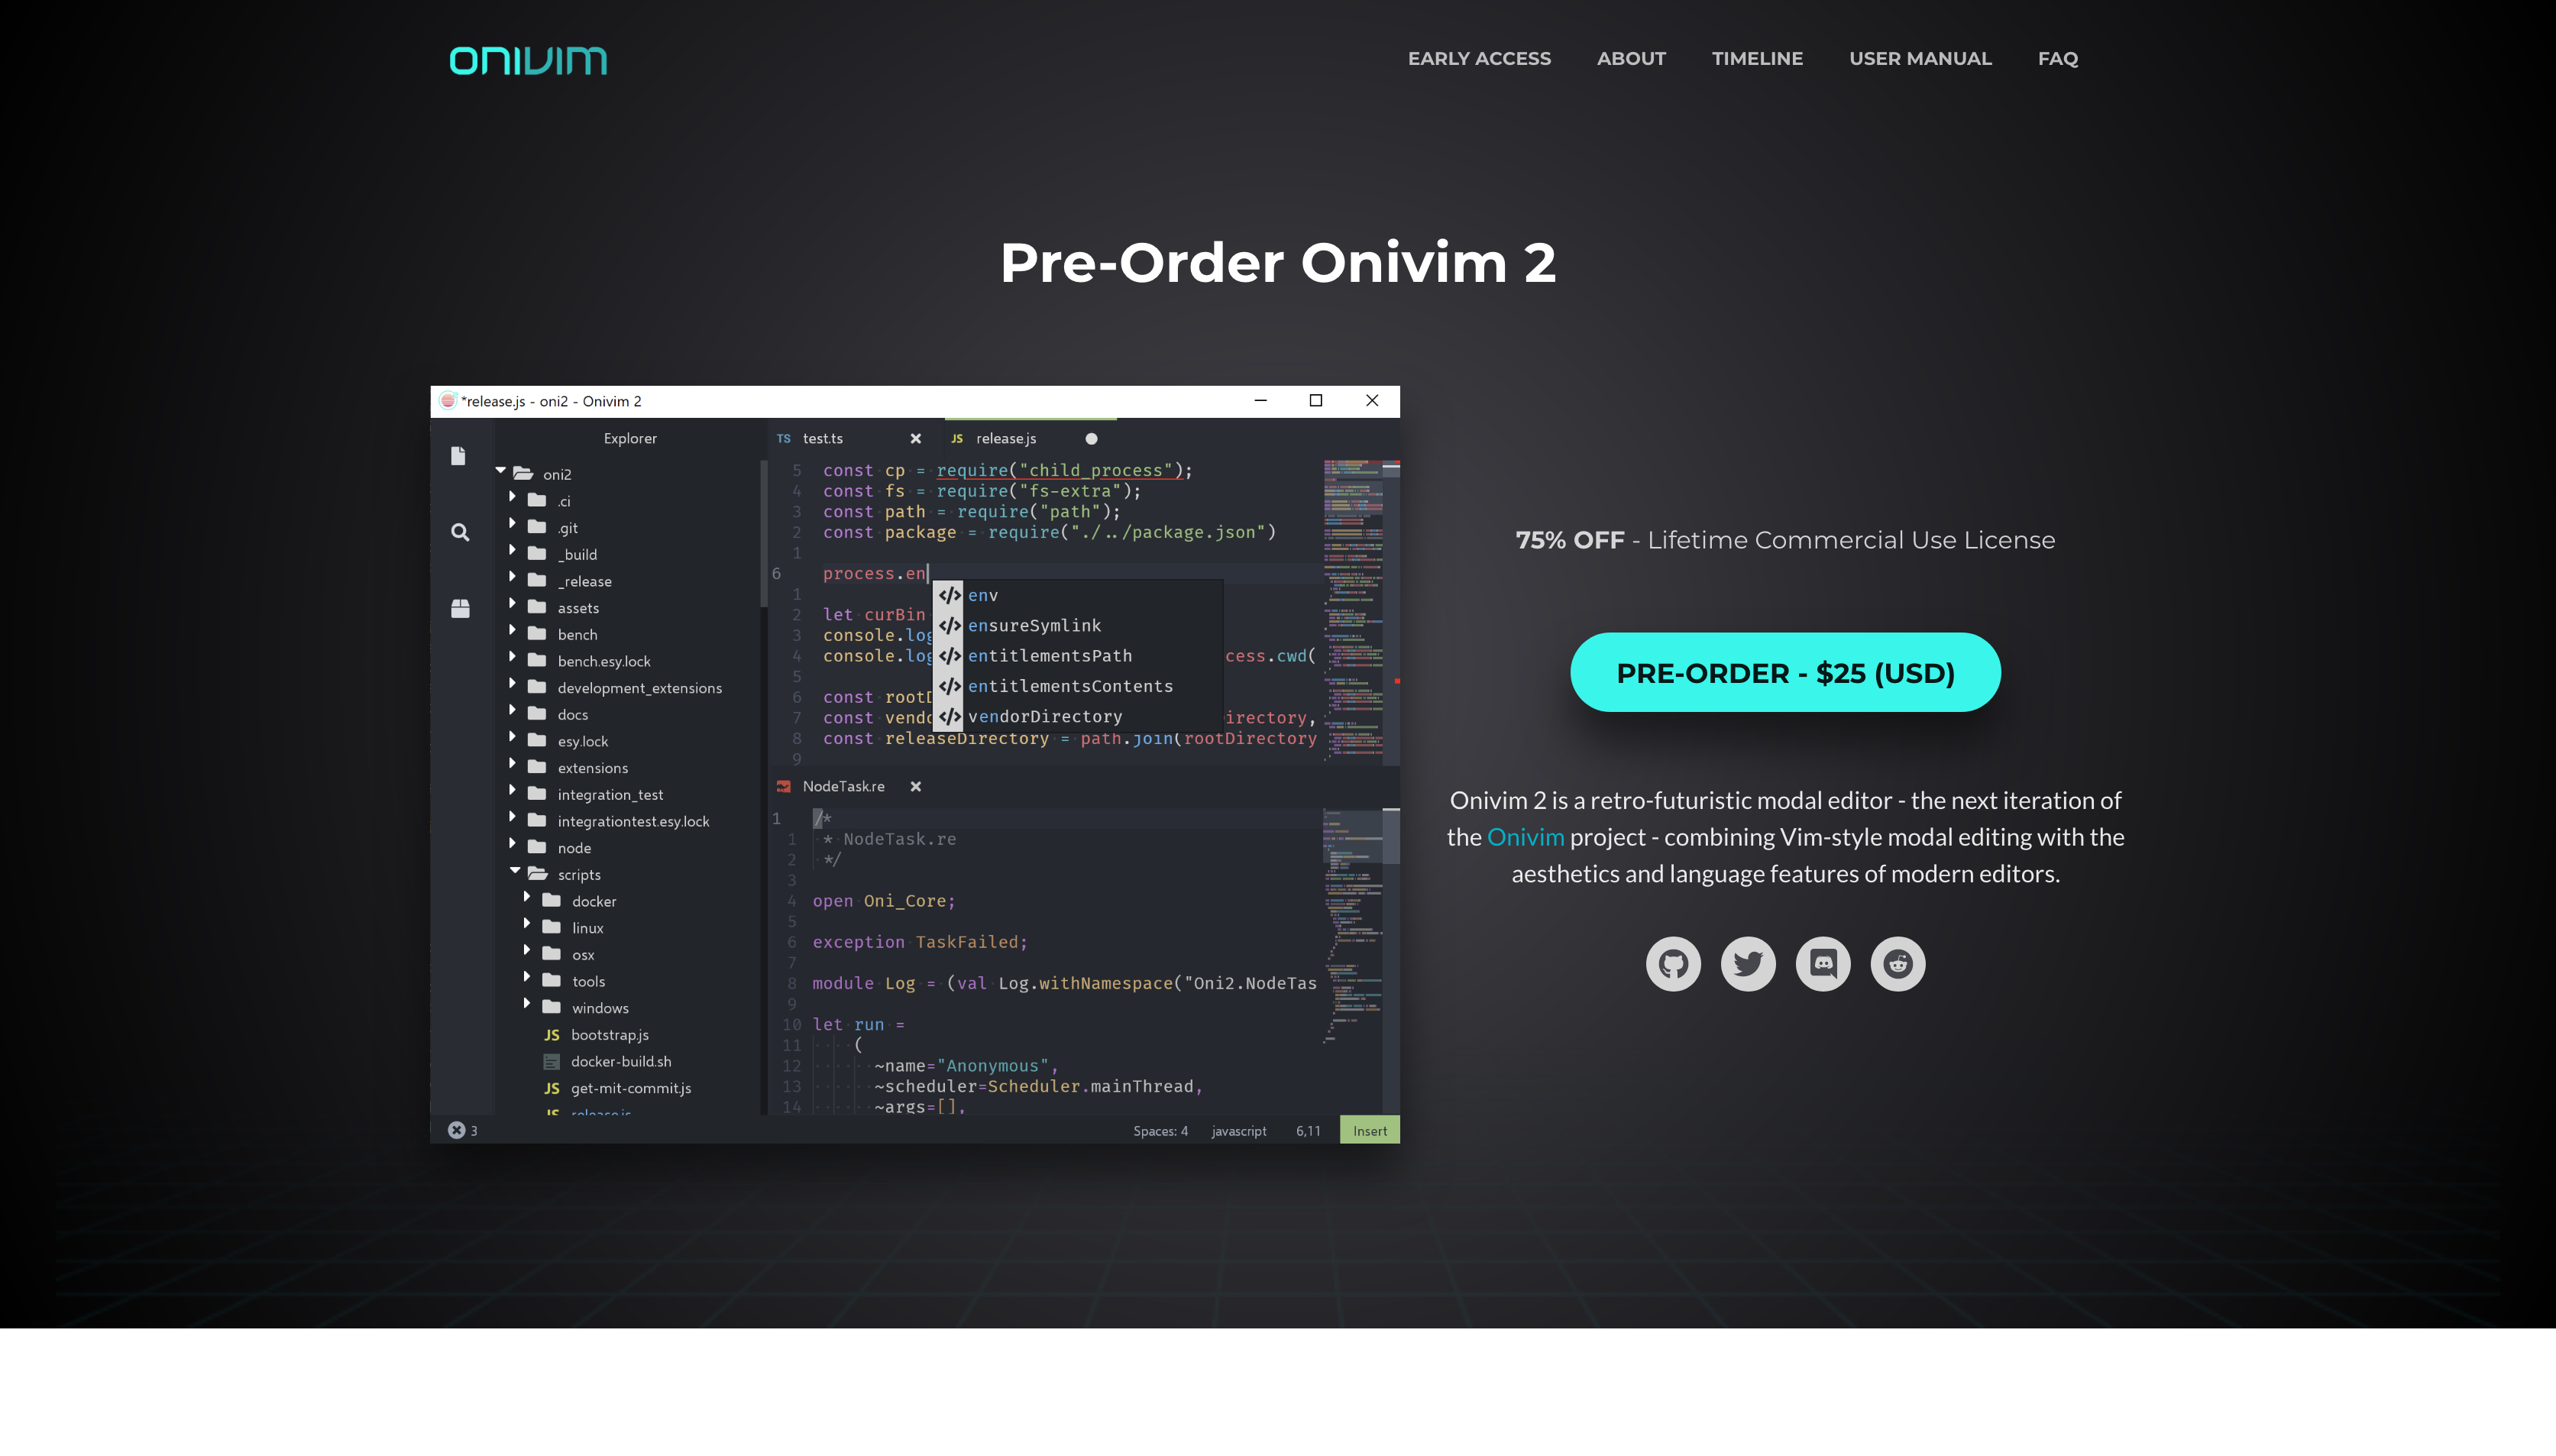 ONIVIM
EARLY ACCESS ABOUT TIMELINE USER MANUAL FAQ
Pre-Order Onivim 2
*release.js - oni2 - Onivim 2
Explorer
oni2
.ci
.git
_build
_release
assets
bench
bench.esy.lock
development_extensions
docs
esy.lock
extensions
integration_test
integrationtest.esy.lock
node
scripts
docker
linux
osx
tools
windows
JS bootstrap.js
docker-build.sh
JS get-mit-commit.js
JS release.js
TS test.ts JS release.js
5 const cp = require("child_process");
4 const fs = require("fs-extra");
3 const path = require("path");
2 const package = require("./../package.json")
1
6 process.en
1
2 let curBin
3 console.log
4 console.log cess.cwd(
5
6 const rootD
7 const vendo irectory,
8 const releaseDirectory = path.join(rootDirectory
9
env
ensureSymlink
entitlementsPath
entitlementsContents
vendorDirectory
NodeTask.re
1 /*
1 * NodeTask.re
2 */
3
4 open Oni_Core;
5
6 exception TaskFailed;
7
8 module Log = (val Log.withNamespace("Oni2.NodeTas
9
10 let run =
11 (
12 ~name="Anonymous",
13 ~scheduler=Scheduler.mainThread,
14 ~args=[],
3 Spaces: 4 javascript 6,11 Insert
75% OFF - Lifetime Commercial Use License
PRE-ORDER - $25 (USD)
Onivim 2 is a retro-futuristic modal editor - the next iteration of
the Onivim project - combining Vim-style modal editing with the
aesthetics and language features of modern editors.